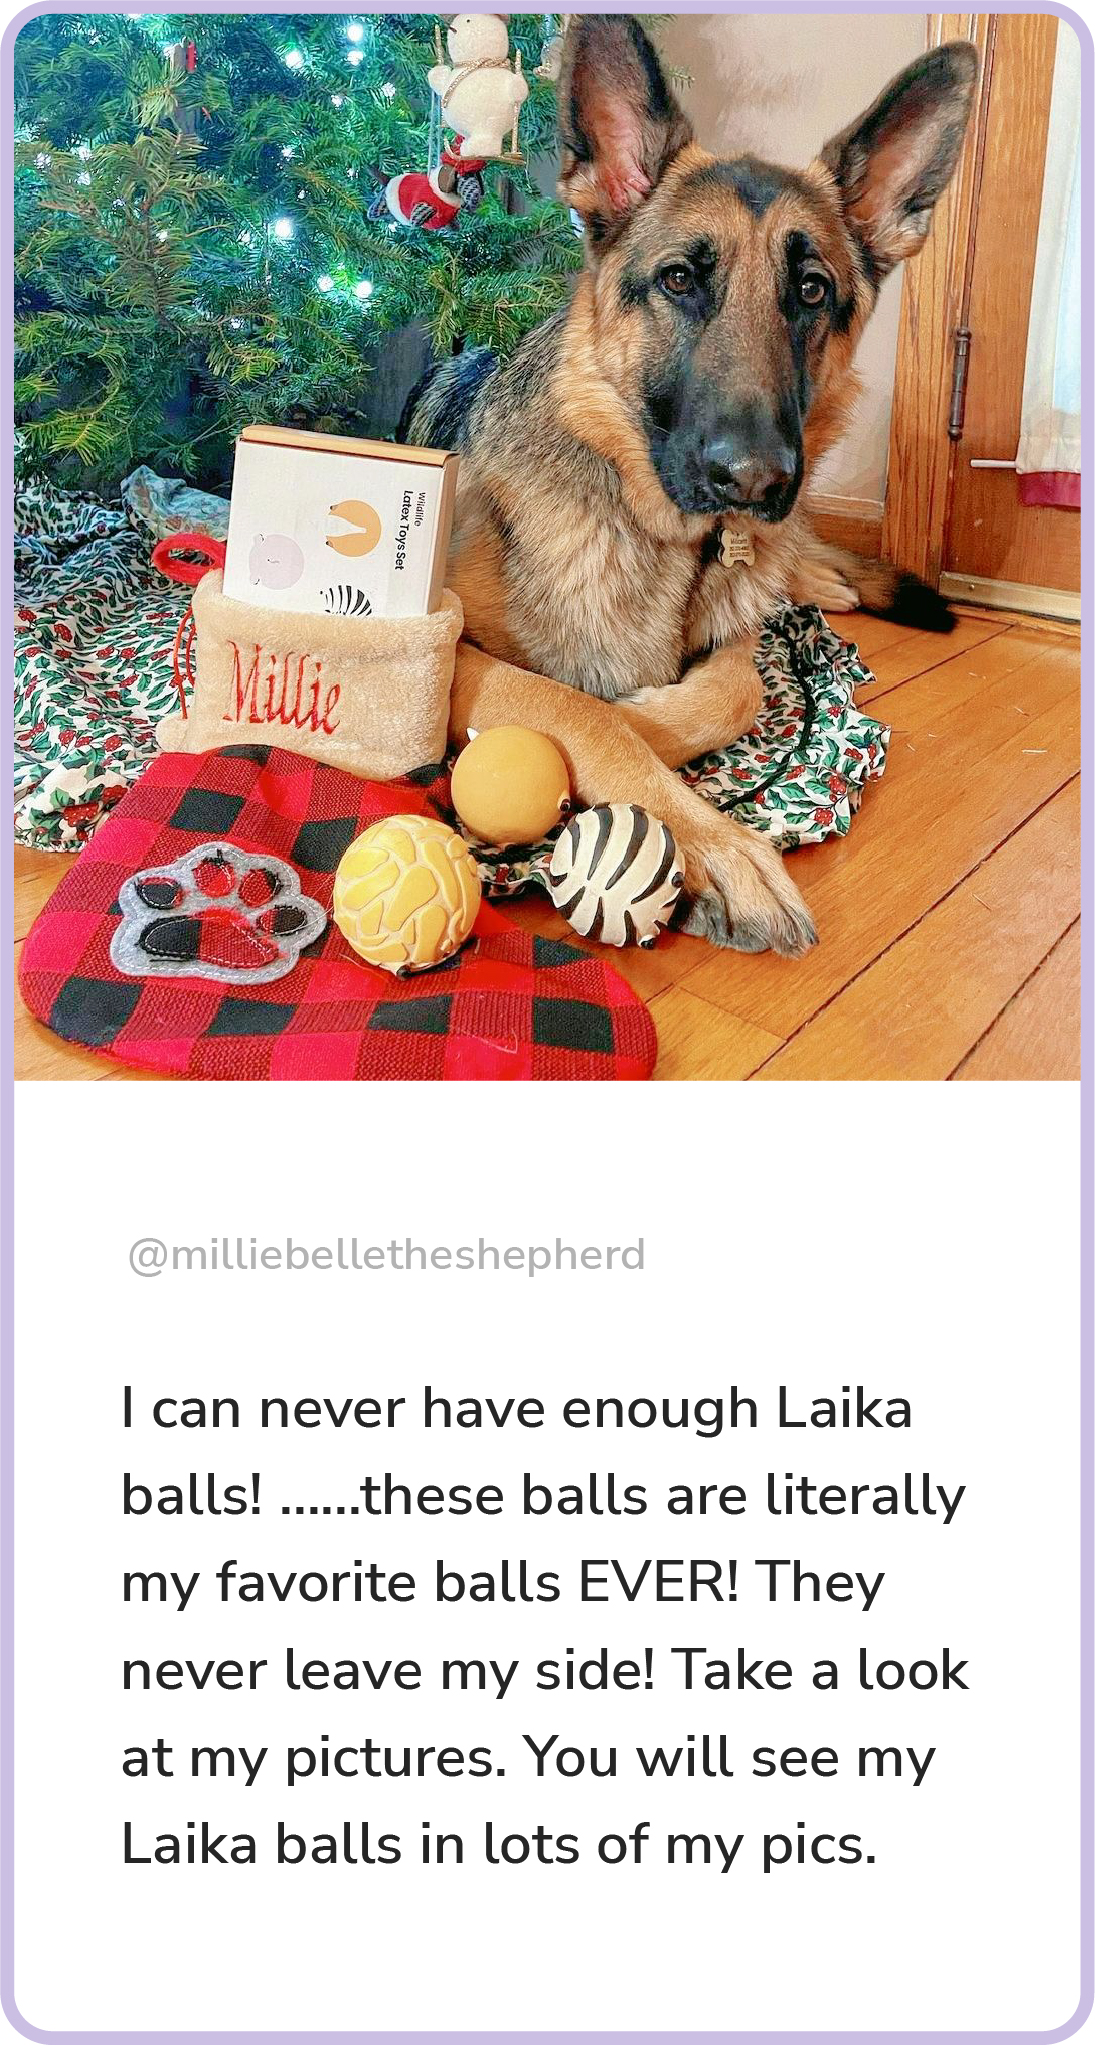 Wildlife
Latex Toys Set
Millie
@milliebelletheshepherd
I can never have enough Laika
balls! ......these balls are literally
my favorite balls EVER! They
never leave my side! Take a look
at my pictures. You will see my
Laika balls in lots of my pics.